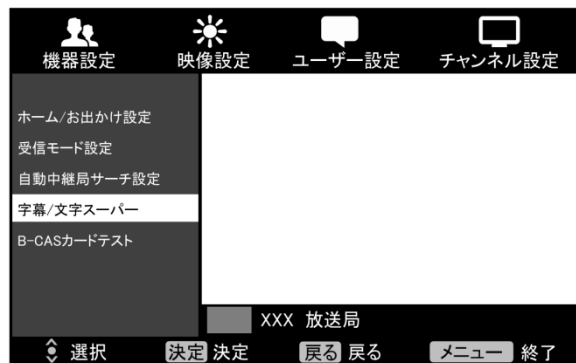 機器設定 映像設定 ユーザー設定 チャンネル設定
ホーム/お出かけ設定
受信モード設定
自動中継局サーチ設定
字幕/文字スーパー
B-CASカードテスト
XXX 放送局
選択 決定 決定 戻る 戻る メニュー 終了